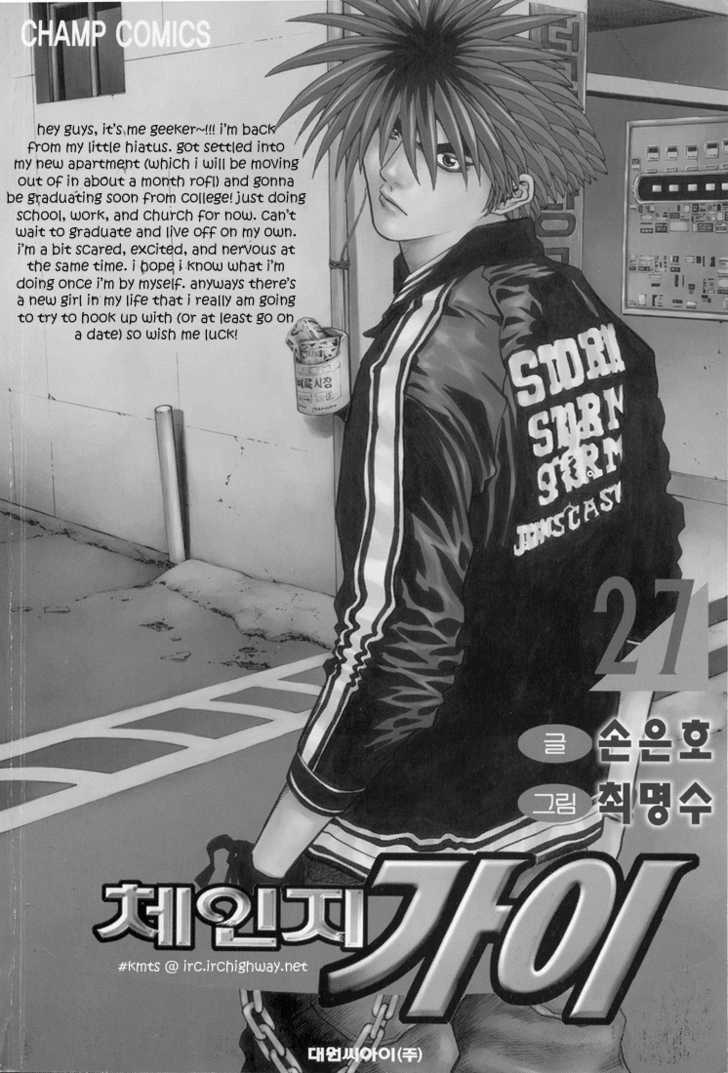 CHAMP COMICS
hey guys, it's me geeker~!!! i'm back
from my little hiatus. got settled into
my new apartment (which i will be moving
out of in about a month rofl) and gonna
be graduating soon from college! just doing
school, work, and church for now. can't
wait to graduate and live off on my own.
i'm a bit scared, excited, and nervous at
the same time. i hope i know what i'm
doing once i'm by myself. anyways there's
a new girl in my life that i really am going
to try to hook up with (or at least go on
a date) so wish me luck!
벼룩시장
STORM
STORM
STORM
27
글 손은호
그림 최명수
체인지 가이
#kmts @ irc.irchighway.net
대원씨아이(주)